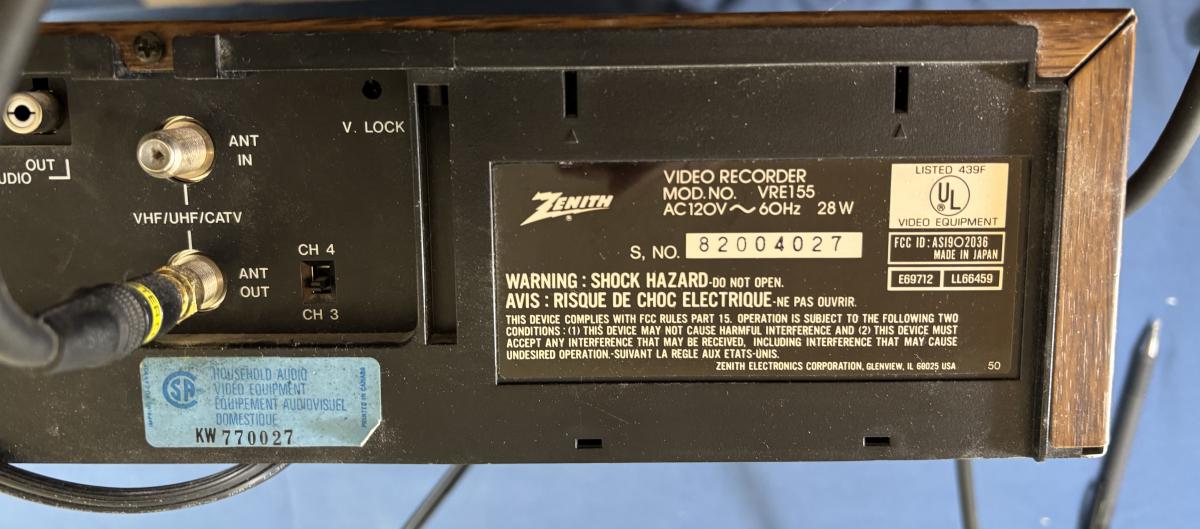 OUT
UDIO
ANT
IN
VHF/UHF/CATV
ANT
OUT
V. LOCK
CH 4
CH 3
ZENITH
®
VIDEO RECORDER
MOD. NO. VRE155
AC120V ~ 60Hz 28W
S, NO. 82004027
LISTED 439F
UL
®
VIDEO EQUIPMENT
FCC ID: ASI9O2036
MADE IN JAPAN
E69712 LL66459
WARNING : SHOCK HAZARD-DO NOT OPEN.
AVIS : RISQUE DE CHOC ELECTRIQUE-NE PAS OUVRIR.
THIS DEVICE COMPLIES WITH FCC RULES PART 15. OPERATION IS SUBJECT TO THE FOLLOWING TWO
CONDITIONS : (1) THIS DEVICE MAY NOT CAUSE HARMFUL INTERFERENCE AND (2) THIS DEVICE MUST
ACCEPT ANY INTERFERENCE THAT MAY BE RECEIVED, INCLUDING INTERFERENCE THAT MAY CAUSE
UNDESIRED OPERATION.-SUIVANT LA REGLE AUX ETATS-UNIS.
ZENITH ELECTRONICS CORPORATION, GLENVIEW, IL 60025 USA 50
SA
HOUSEHOLD AUDIO
VIDEO EQUIPMENT
EQUIPEMENT AUDIOVISUEL
DOMESTIQUE
KW 770027
PRINTED IN CANADA